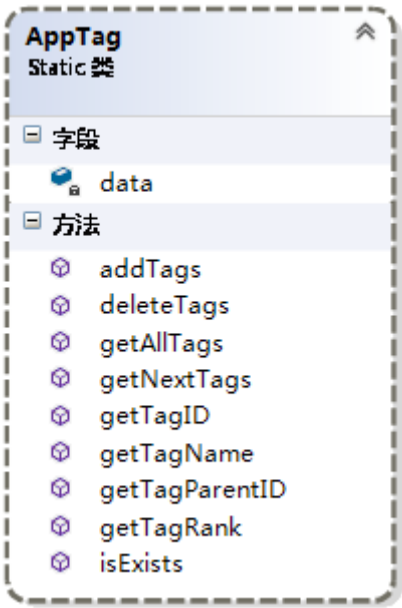 AppTag
Static 类
字段
data
方法
addTags
deleteTags
getAllTags
getNextTags
getTagID
getTagName
getTagParentID
getTagRank
isExists